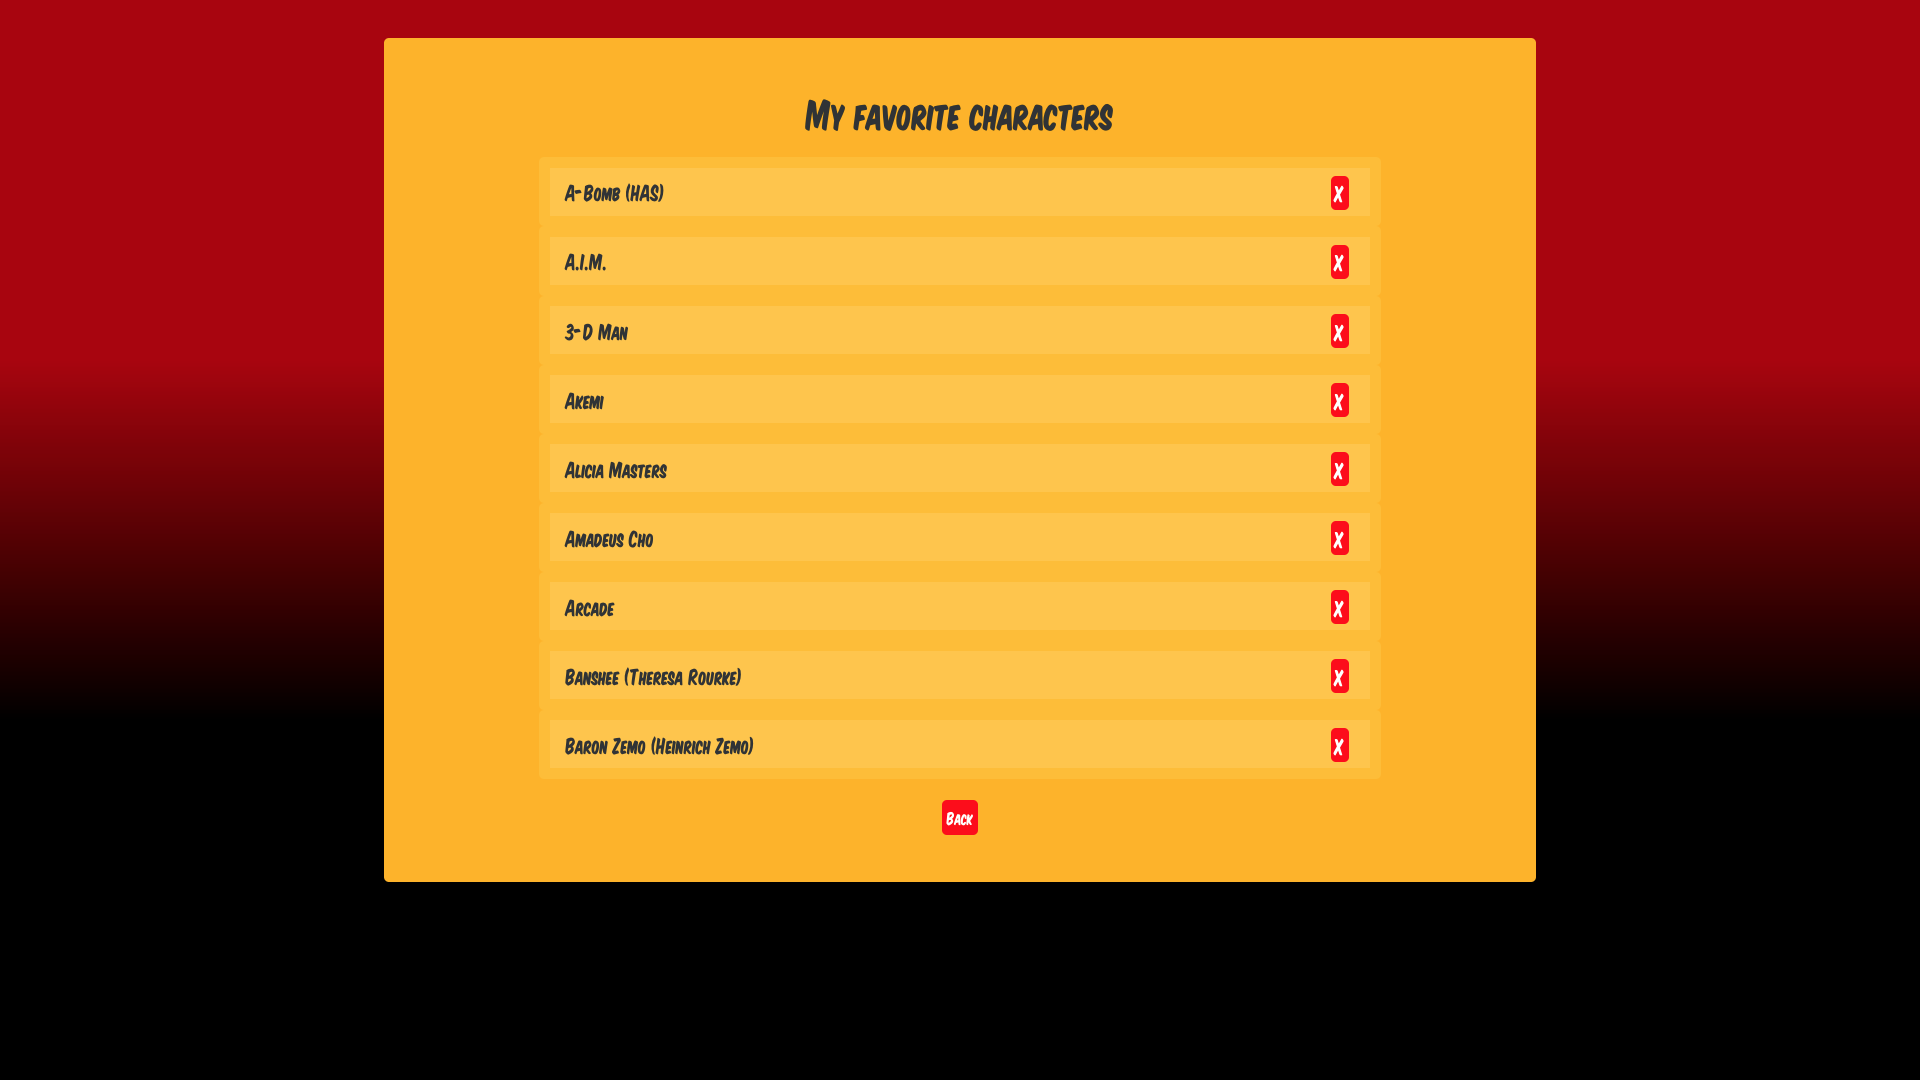 My favorite characters
A-Bomb (HAS)
X
A.I.M.
X
3-D Man
X
Akemi
X
Alicia Masters
X
Amadeus Cho
X
Arcade
X
Banshee (Theresa Rourke)
X
Baron Zemo (Heinrich Zemo)
X
Back